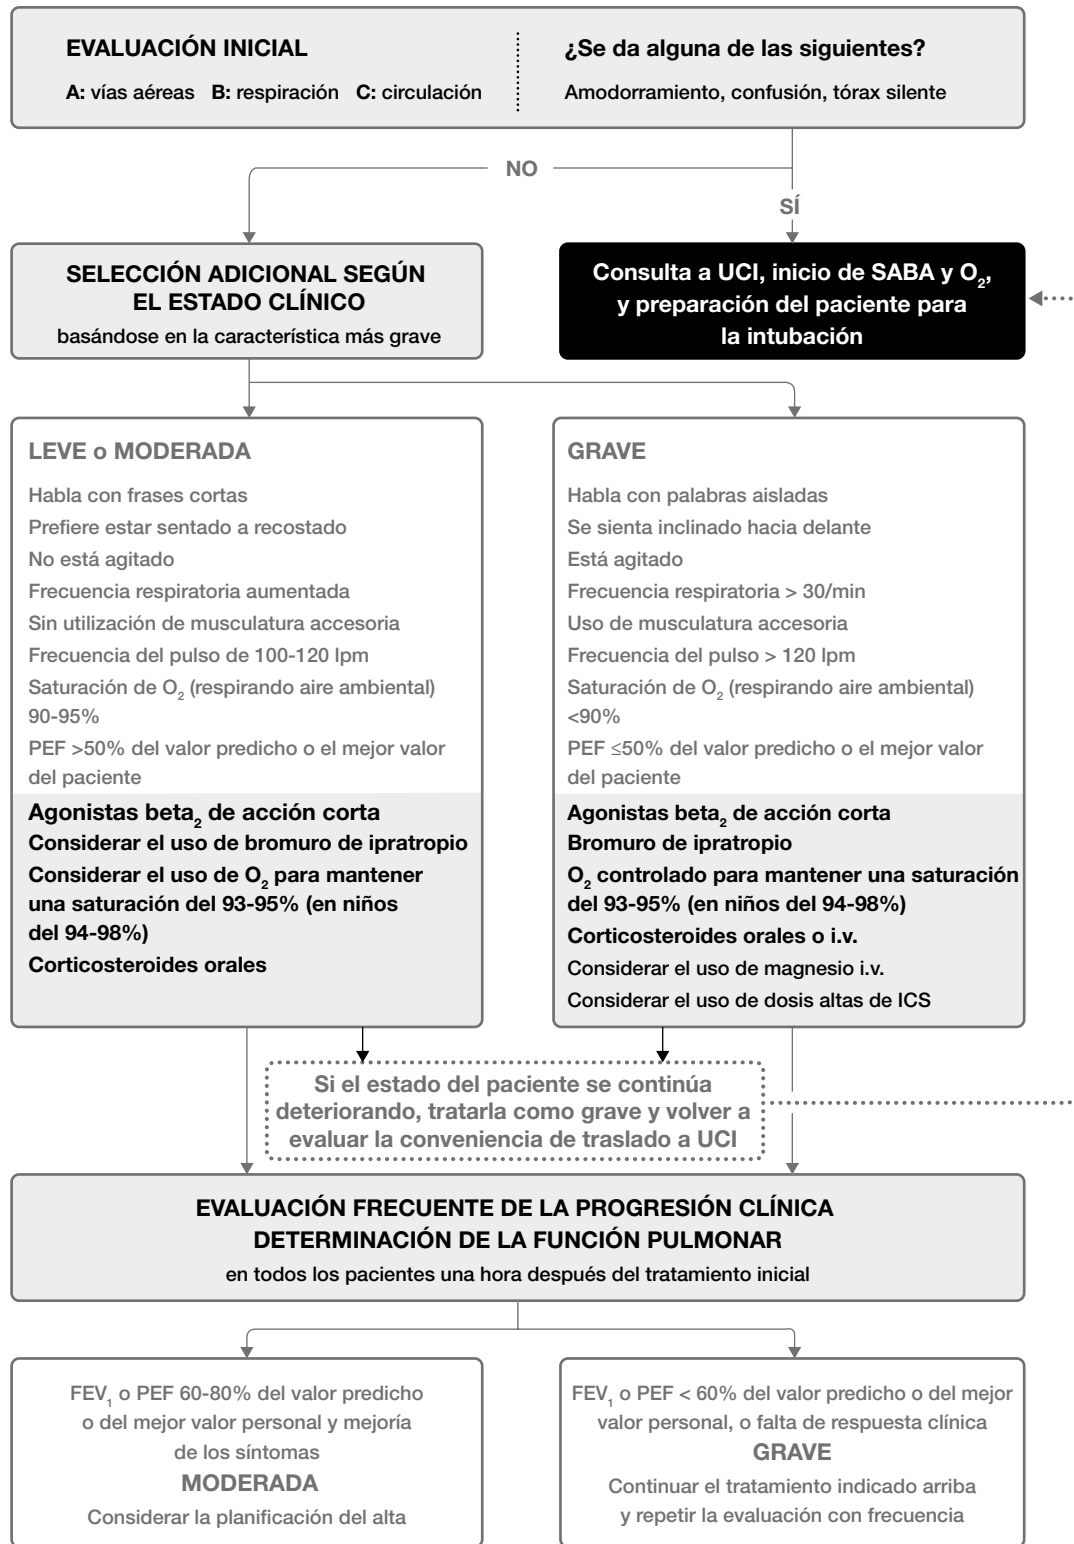 EVALUACIÓN INICIAL
A: vías aéreas B: respiración C: circulación
¿Se da alguna de las siguientes?
Amodorramiento, confusión, tórax silente
NO
SÍ
SELECCIÓN ADICIONAL SEGÚN
EL ESTADO CLÍNICO
basándose en la característica más grave
Consulta a UCI, inicio de SABA y O₂,
y preparación del paciente para
la intubación
LEVE o MODERADA
Habla con frases cortas
Prefiere estar sentado a recostado
No está agitado
Frecuencia respiratoria aumentada
Sin utilización de musculatura accesoria
Frecuencia del pulso de 100-120 lpm
Saturación de O₂ (respirando aire ambiental)
90-95%
PEF >50% del valor predicho o el mejor valor
del paciente
Agonistas beta₂ de acción corta
Considerar el uso de bromuro de ipratropio
Considerar el uso de O₂ para mantener
una saturación del 93-95% (en niños
del 94-98%)
Corticosteroides orales
GRAVE
Habla con palabras aisladas
Se sienta inclinado hacia delante
Está agitado
Frecuencia respiratoria > 30/min
Uso de musculatura accesoria
Frecuencia del pulso > 120 lpm
Saturación de O₂ (respirando aire ambiental)
<90%
PEF ≤50% del valor predicho o el mejor valor
del paciente
Agonistas beta₂ de acción corta
Bromuro de ipratropio
O₂ controlado para mantener una saturación
del 93-95% (en niños del 94-98%)
Corticosteroides orales o i.v.
Considerar el uso de magnesio i.v.
Considerar el uso de dosis altas de ICS
Si el estado del paciente se continúa
deteriorando, tratarla como grave y volver a
evaluar la conveniencia de traslado a UCI
EVALUACIÓN FRECUENTE DE LA PROGRESIÓN CLÍNICA
DETERMINACIÓN DE LA FUNCIÓN PULMONAR
en todos los pacientes una hora después del tratamiento inicial
FEV₁ o PEF 60-80% del valor predicho
o del mejor valor personal y mejoría
de los síntomas
MODERADA
Considerar la planificación del alta
FEV₁ o PEF < 60% del valor predicho o del mejor
valor personal, o falta de respuesta clínica
GRAVE
Continuar el tratamiento indicado arriba
y repetir la evaluación con frecuencia